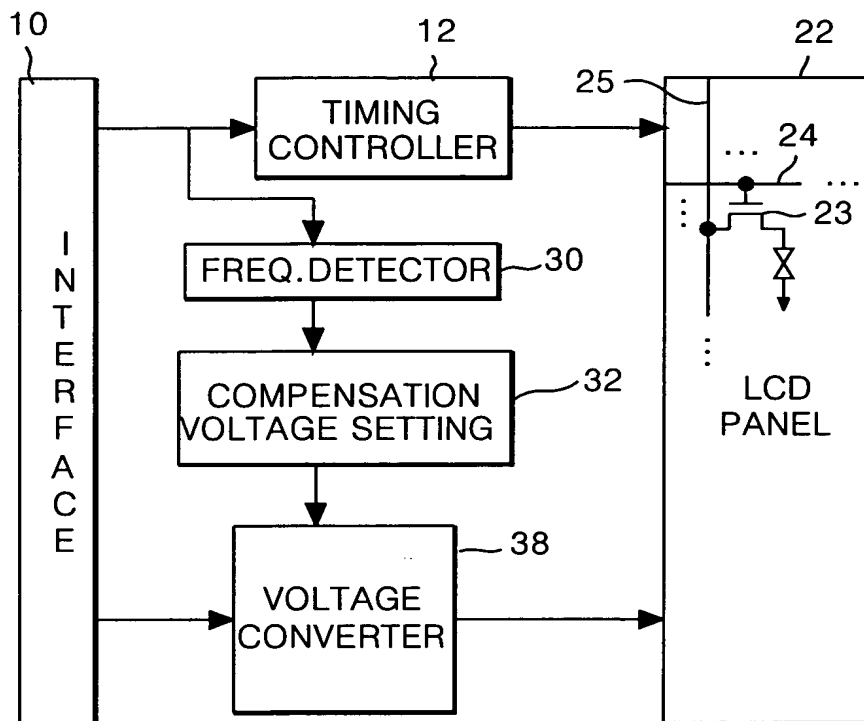 10
12
22
25
TIMING
CONTROLLER
...
24
...
...
23
INTERFACE
FREQ.DETECTOR
30
...
COMPENSATION
VOLTAGE SETTING
32
LCD
PANEL
38
VOLTAGE
CONVERTER